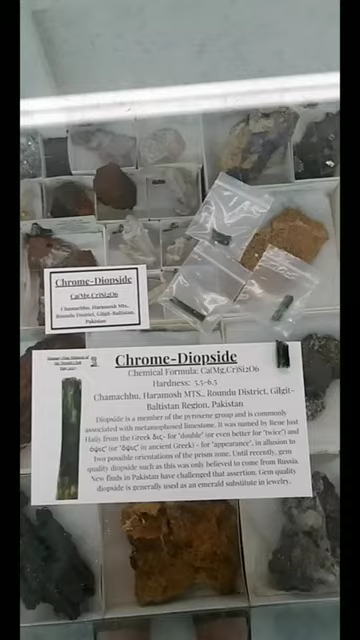 Chrome-Diopside
Ca(Mg,Cr)Si2O6
Chamachhu, Haramosh Mts.,
Roundu District, Gilgit-Baltistan,
Pakistan
Chrome-Diopside
Chemical Formula: Ca(Mg,Cr)Si2O6
Hardness: 5.5-6.5
Chamachhu, Haramosh MTS., Roundu District, Gilgit-
Baltistan Region, Pakistan
Diopside is a member of the pyroxene group and is commonly
associated with metamorphosed limestone. It was named by Rene Just
Haüy from the Greek δις- for "double" (or even better for "twice") and
όψις" (or "ὄψις" in ancient Greek) - for "appearance", in allusion to
two possible orientations of the prism zone. Until recently, gem
quality diopside such as this was only believed to come from Russia.
New finds in Pakistan have challenged that assertion. Gem quality
diopside is generally used as an emerald substitute in jewelry.